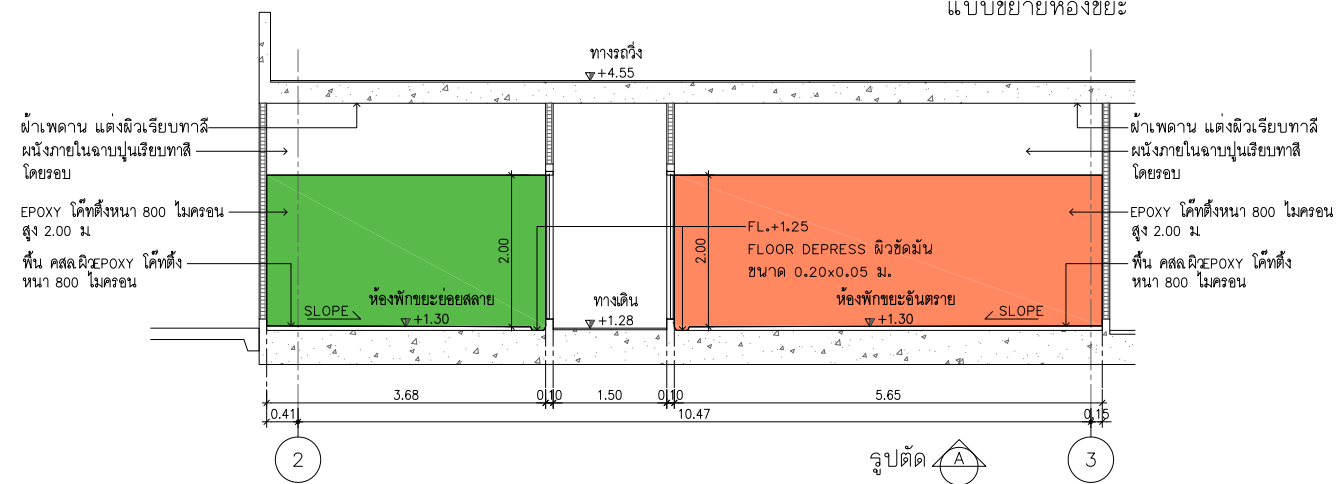 แบบขยายห้องขยะ
ทางรถวิ่ง
+4.55
ฝ้าเพดาน แต่งผิวเรียบทาสี
ผนังภายในฉาบปูนเรียบทาสี
โดยรอบ
EPOXY โค๊ทติ้งหนา 800 ไมครอน
สูง 2.00 ม
พื้น คสล.ผิวEPOXY โค๊ทติ้ง
หนา 800 ไมครอน
ฝ้าเพดาน แต่งผิวเรียบทาสี
ผนังภายในฉาบปูนเรียบทาสี
โดยรอบ
EPOXY โค๊ทติ้งหนา 800 ไมครอน
สูง 2.00 ม
พื้น คสล.ผิวEPOXY โค๊ทติ้ง
หนา 800 ไมครอน
2.00
2.00
FL.+1.25
FLOOR DEPRESS ผิวขัดมัน
ขนาด 0.20x0.05 ม.
SLOPE
ห้องพักขยะย่อยสลาย
+1.30
ทางเดิน
+1.28
ห้องพักขยะอันตราย
+1.30
SLOPE
3.68 0.10 1.50 0.10 5.65
0.41 10.47 0.15
2
รูปตัด A
3